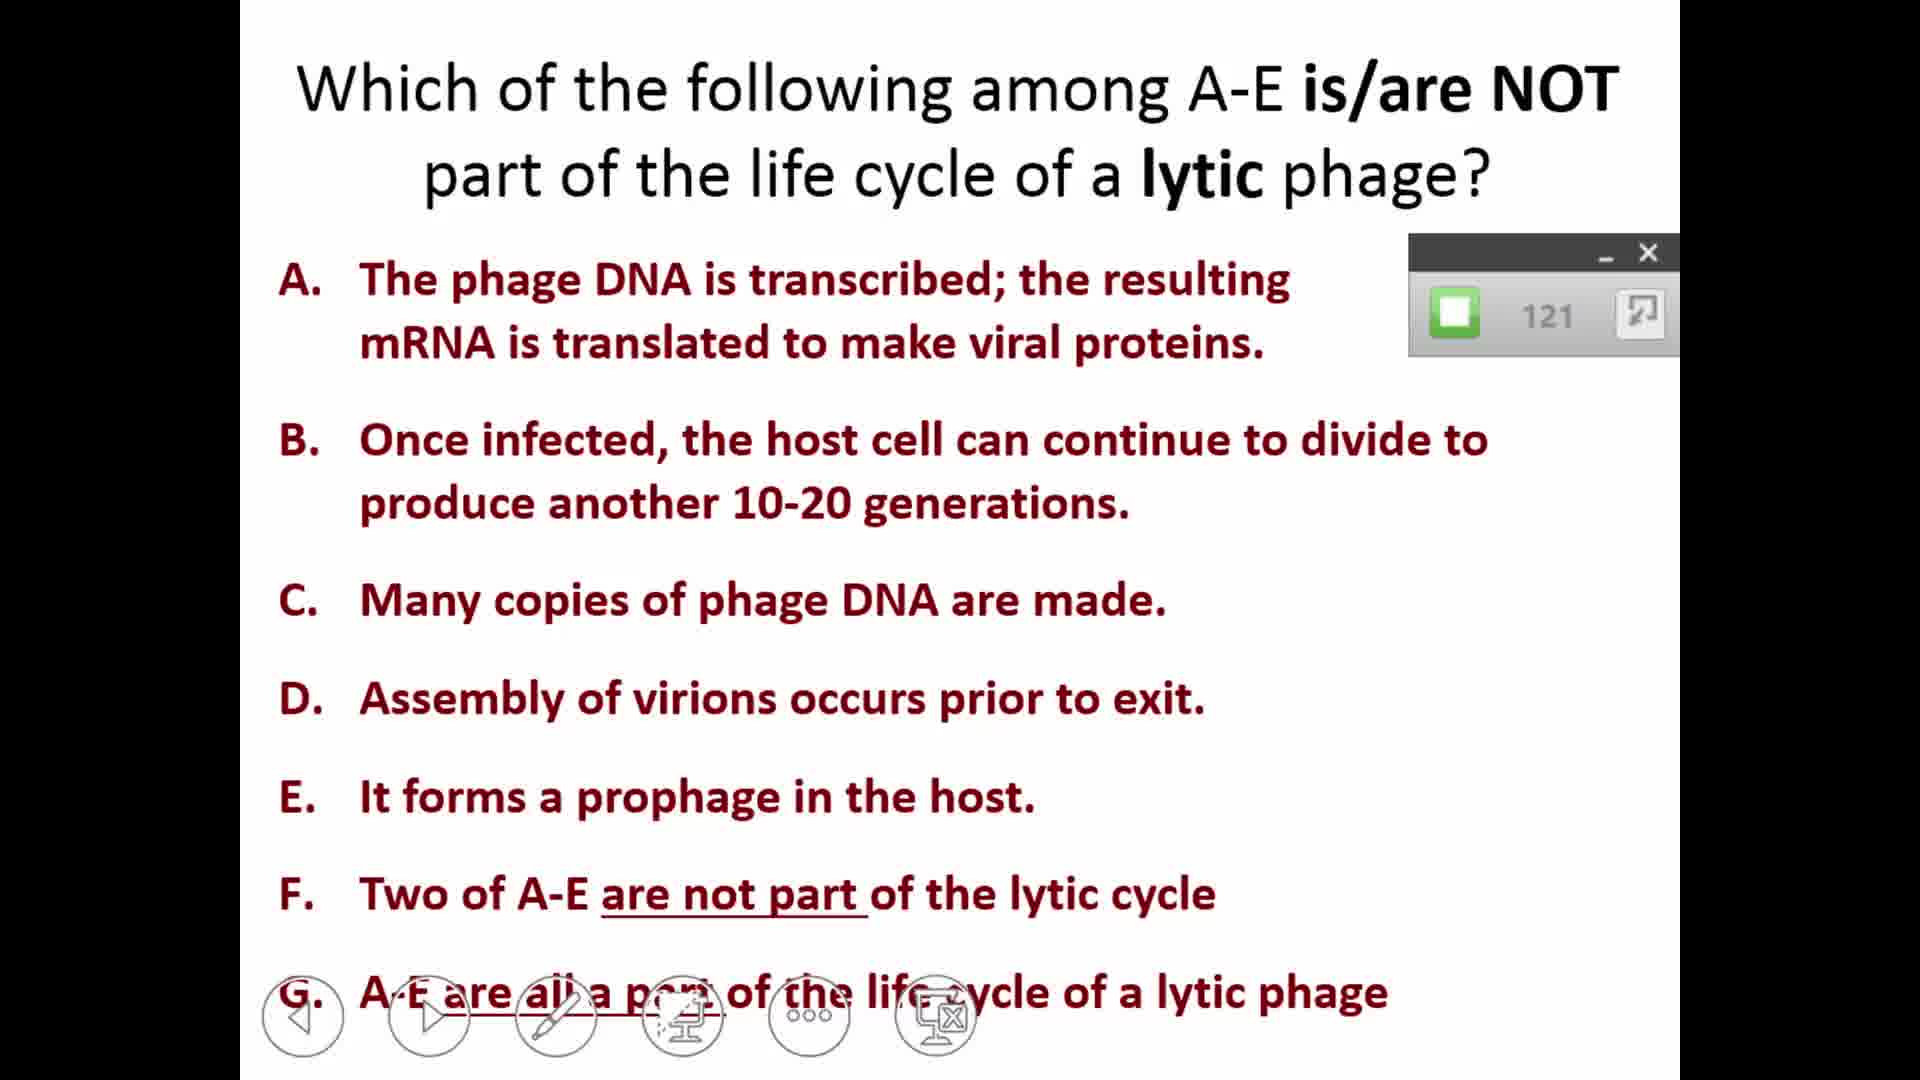 Which of the following among A-E is/are NOT
part of the life cycle of a lytic phage?
A. The phage DNA is transcribed; the resulting
mRNA is translated to make viral proteins.
121
B. Once infected, the host cell can continue to divide to
produce another 10-20 generations.
C. Many copies of phage DNA are made.
D. Assembly of virions occurs prior to exit.
E. It forms a prophage in the host.
F. Two of A-E are not part of the lytic cycle
G. A-E are all a part of the life cycle of a lytic phage